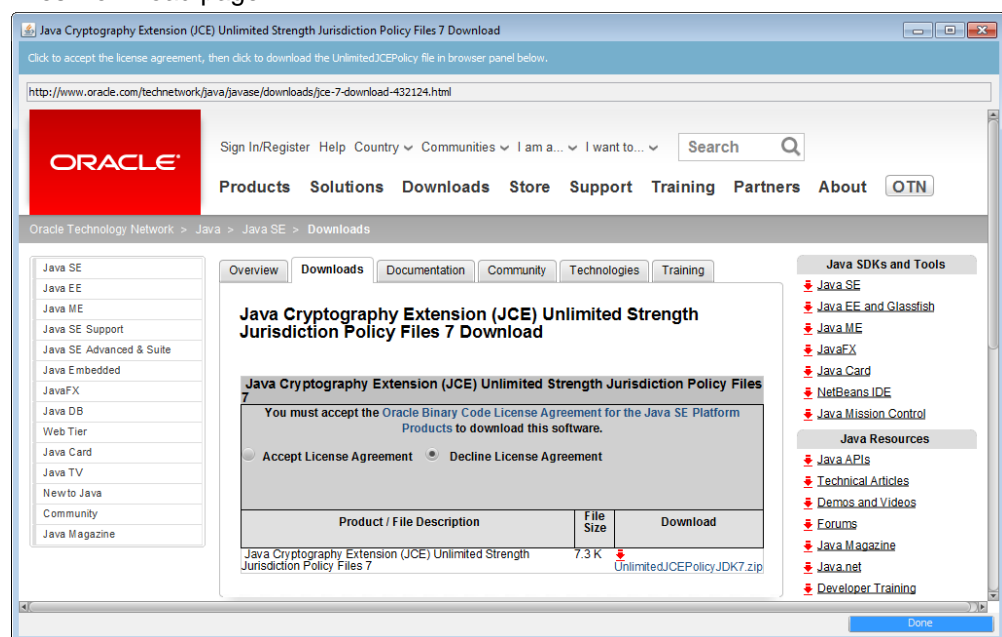 Java Cryptography Extension (JCE) Unlimited Strength Jurisdiction Policy Files 7 Download
Click to accept the license agreement, then click to download the UnlimitedJCEPolicy file in browser panel below.
http://www.oracle.com/technetwork/java/javase/downloads/jce-7-download-432124.html
ORACLE
Sign In/Register Help Country Communities I am a... I want to... Search
Products Solutions Downloads Store Support Training Partners About OTN
Oracle Technology Network > Java > Java SE > Downloads
Java SE
Java EE
Java ME
Java SE Support
Java SE Advanced & Suite
Java Embedded
JavaFX
Java DB
Web Tier
Java Card
Java TV
New to Java
Community
Java Magazine
Overview Downloads Documentation Community Technologies Training
Java Cryptography Extension (JCE) Unlimited Strength
Jurisdiction Policy Files 7 Download
Java Cryptography Extension (JCE) Unlimited Strength Jurisdiction Policy Files
7
You must accept the Oracle Binary Code License Agreement for the Java SE Platform
Products to download this software.
Accept License Agreement Decline License Agreement
Product / File Description File Size Download
Java Cryptography Extension (JCE) Unlimited Strength
Jurisdiction Policy Files 7
7.3 K
UnlimitedJCEPolicyJDK7.zip
Java SDKs and Tools
Java SE
Java EE and Glassfish
Java ME
JavaFX
Java Card
NetBeans IDE
Java Mission Control
Java Resources
Java APIs
Technical Articles
Demos and Videos
Forums
Java Magazine
Java.net
Developer Training
Done